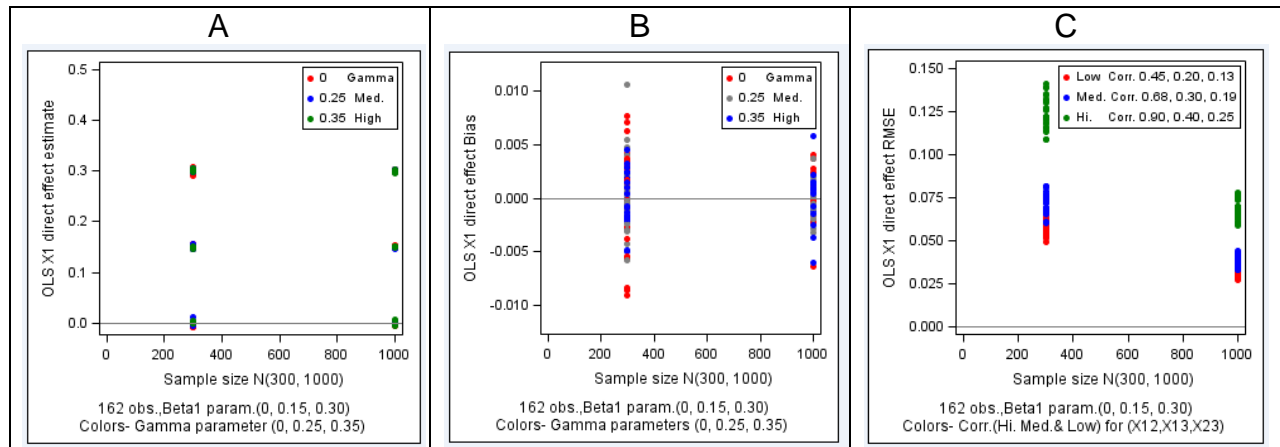 A
0.5
0.4
0.3
0.2
0.1
0.0
OLS X1 direct effect estimate
0 Gamma
0.25 Med.
0.35 High
0 200 400 600 800 1000
Sample size N(300, 1000)
162 obs.,Beta1 param.(0, 0.15, 0.30)
Colors- Gamma parameter (0, 0.25, 0.35)
B
0.010
0.005
0.000
-0.005
-0.010
OLS X1 direct effect Bias
0 Gamma
0.25 Med.
0.35 High
0 200 400 600 800 1000
Sample size N(300, 1000)
162 obs.,Beta1 param.(0, 0.15, 0.30)
Colors- Gamma parameters (0, 0.25, 0.35)
C
0.150
0.125
0.100
0.075
0.050
0.025
0.000
OLS X1 direct effect RMSE
Low Corr. 0.45, 0.20, 0.13
Med. Corr. 0.68, 0.30, 0.19
Hi. Corr. 0.90, 0.40, 0.25
0 200 400 600 800 1000
Sample size N(300, 1000)
162 obs.,Beta1 param.(0, 0.15, 0.30)
Colors- Corr.(Hi. Med.& Low) for (X12,X13,X23)